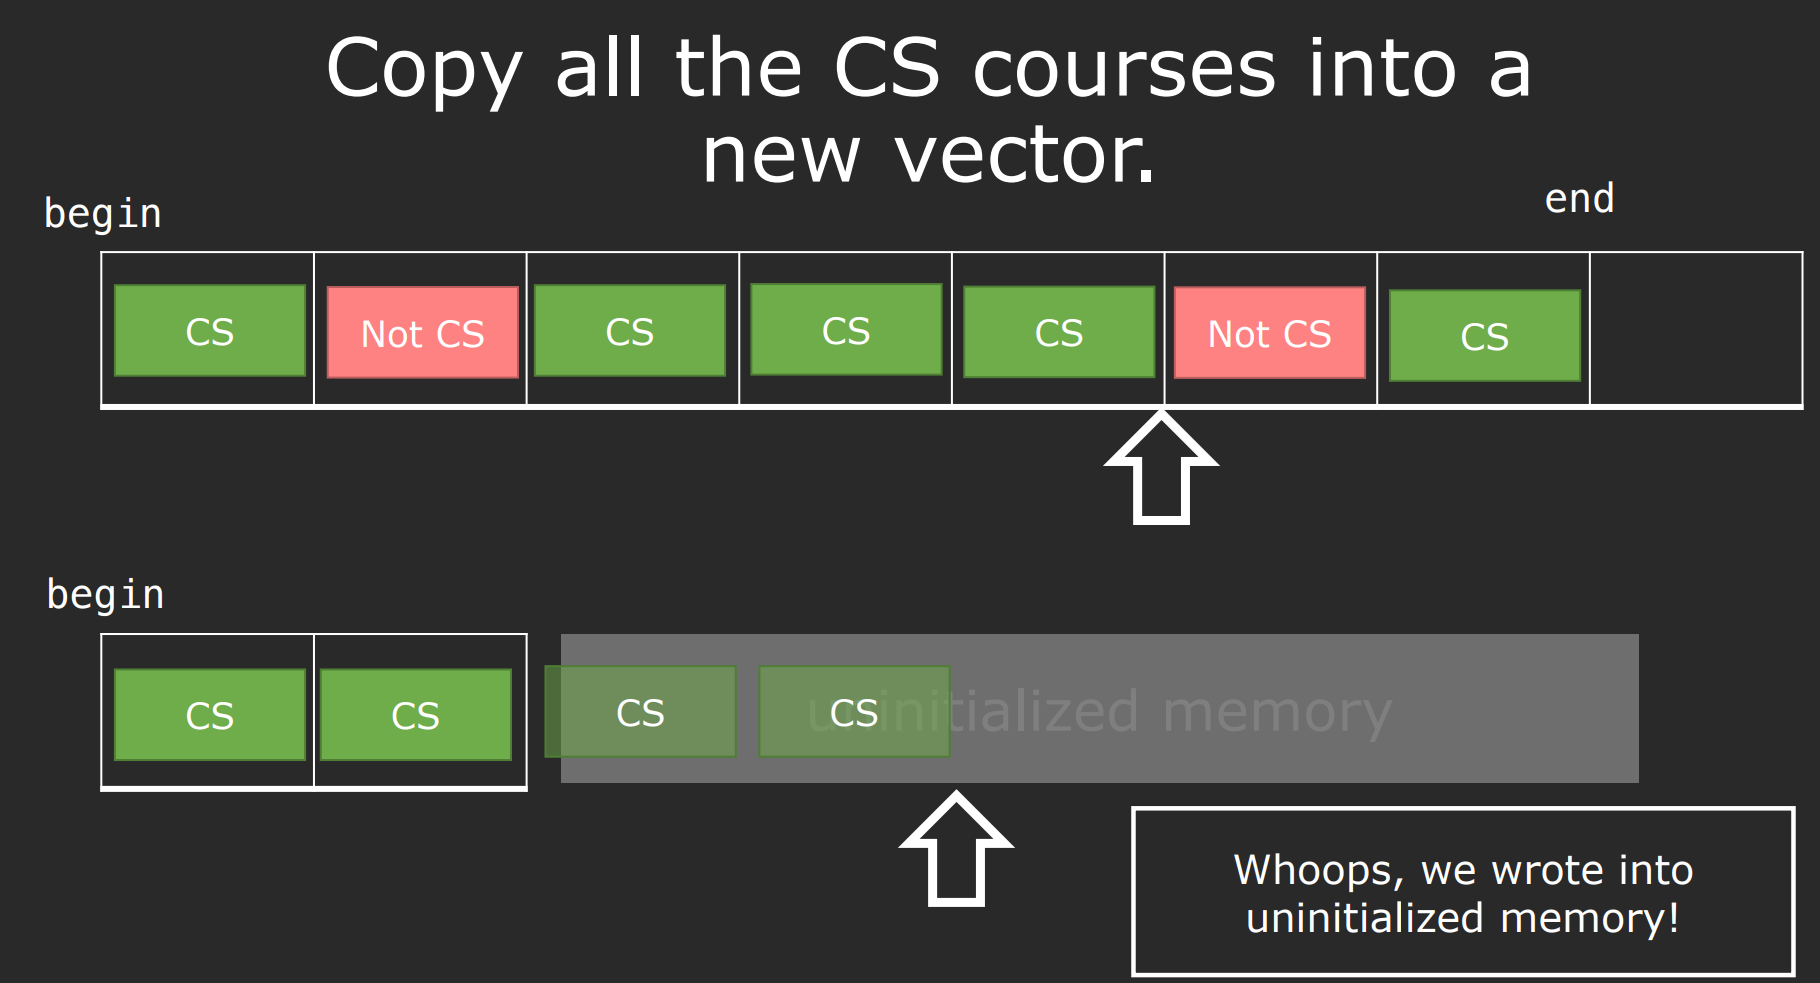 Copy all the CS courses into a
new vector.
begin
end
CS
Not CS
CS
CS
CS
Not CS
CS
begin
CS
CS
CS
CS
uninitialized memory
Whoops, we wrote into
uninitialized memory!